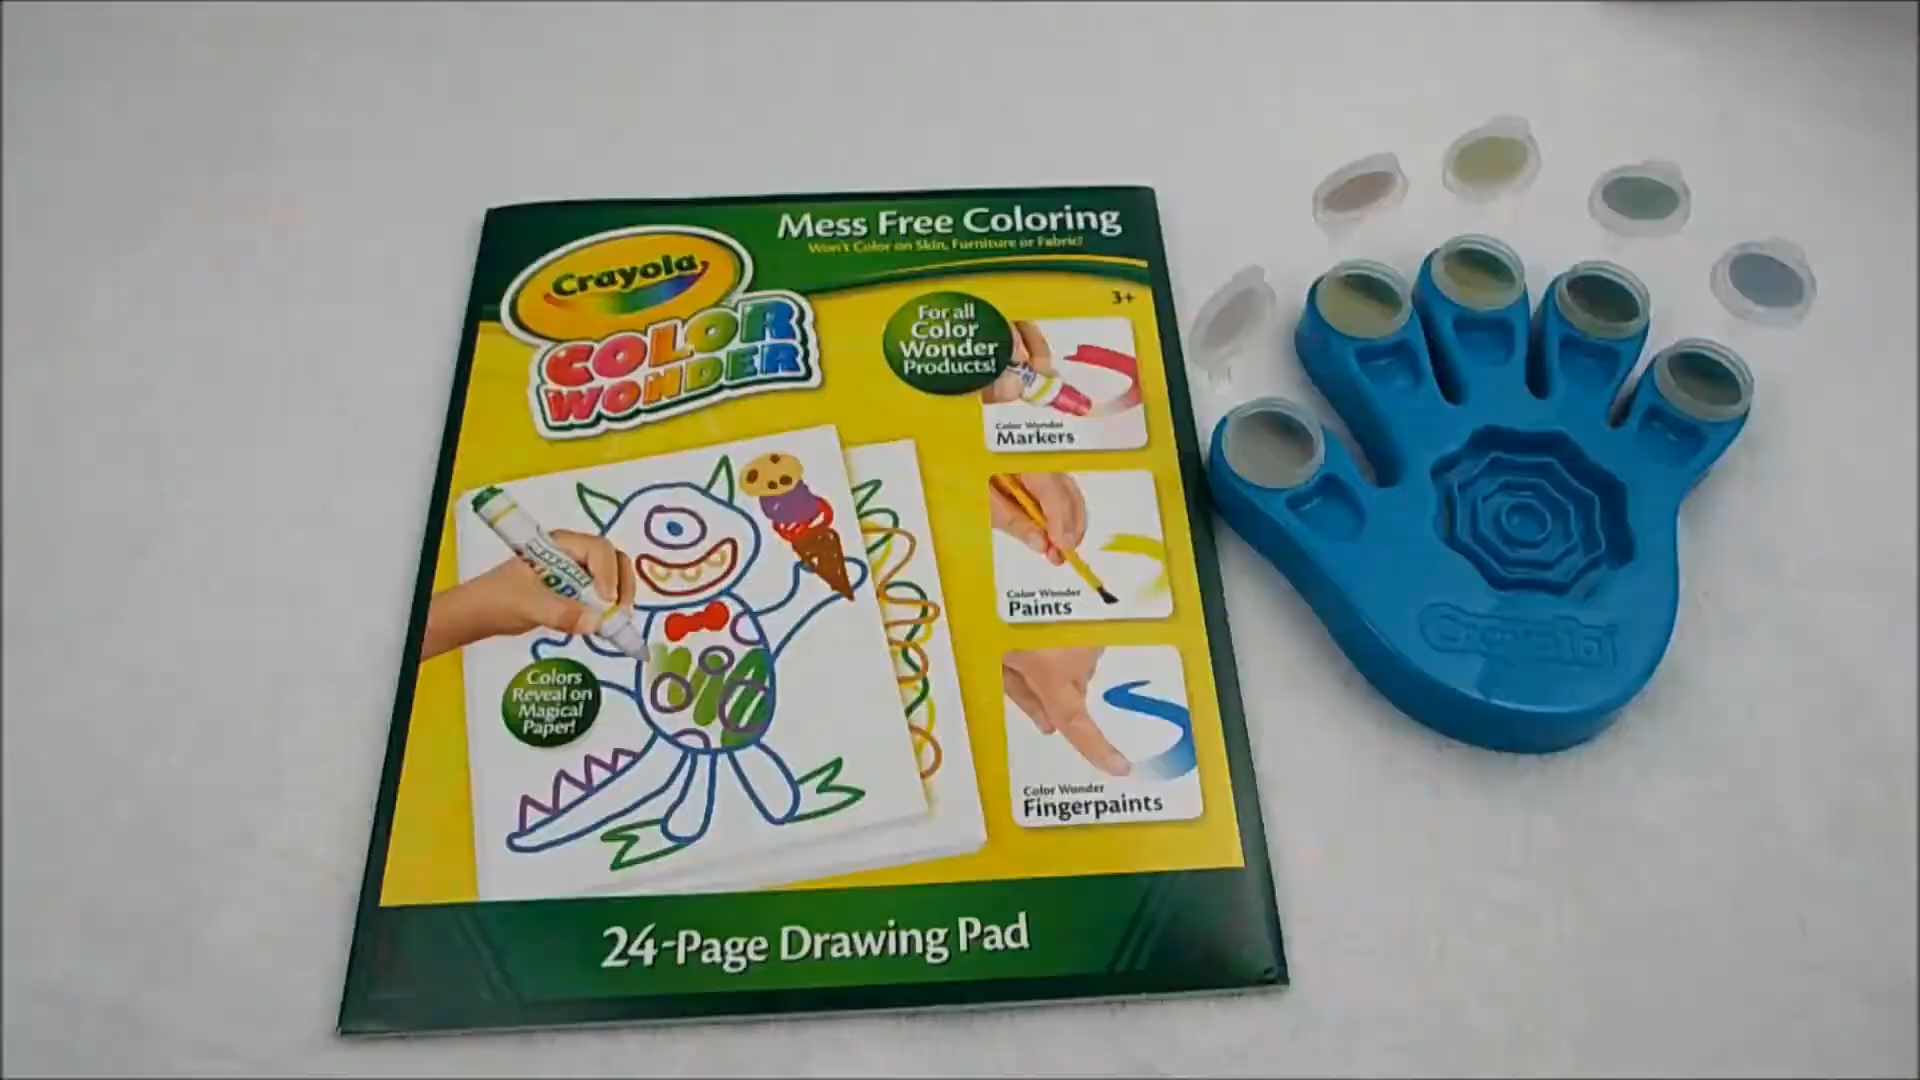 Mess Free Coloring
Won't Color on Skin, Furniture or Fabric!
Crayola
COLOR
WONDER
3+
For all
Color
Wonder
Products!
Color Wonder
Markers
Color Wonder
Paints
Colors
Reveal on
Magical
Paper!
Color Wonder
Fingerpaints
24-Page Drawing Pad
Crayola